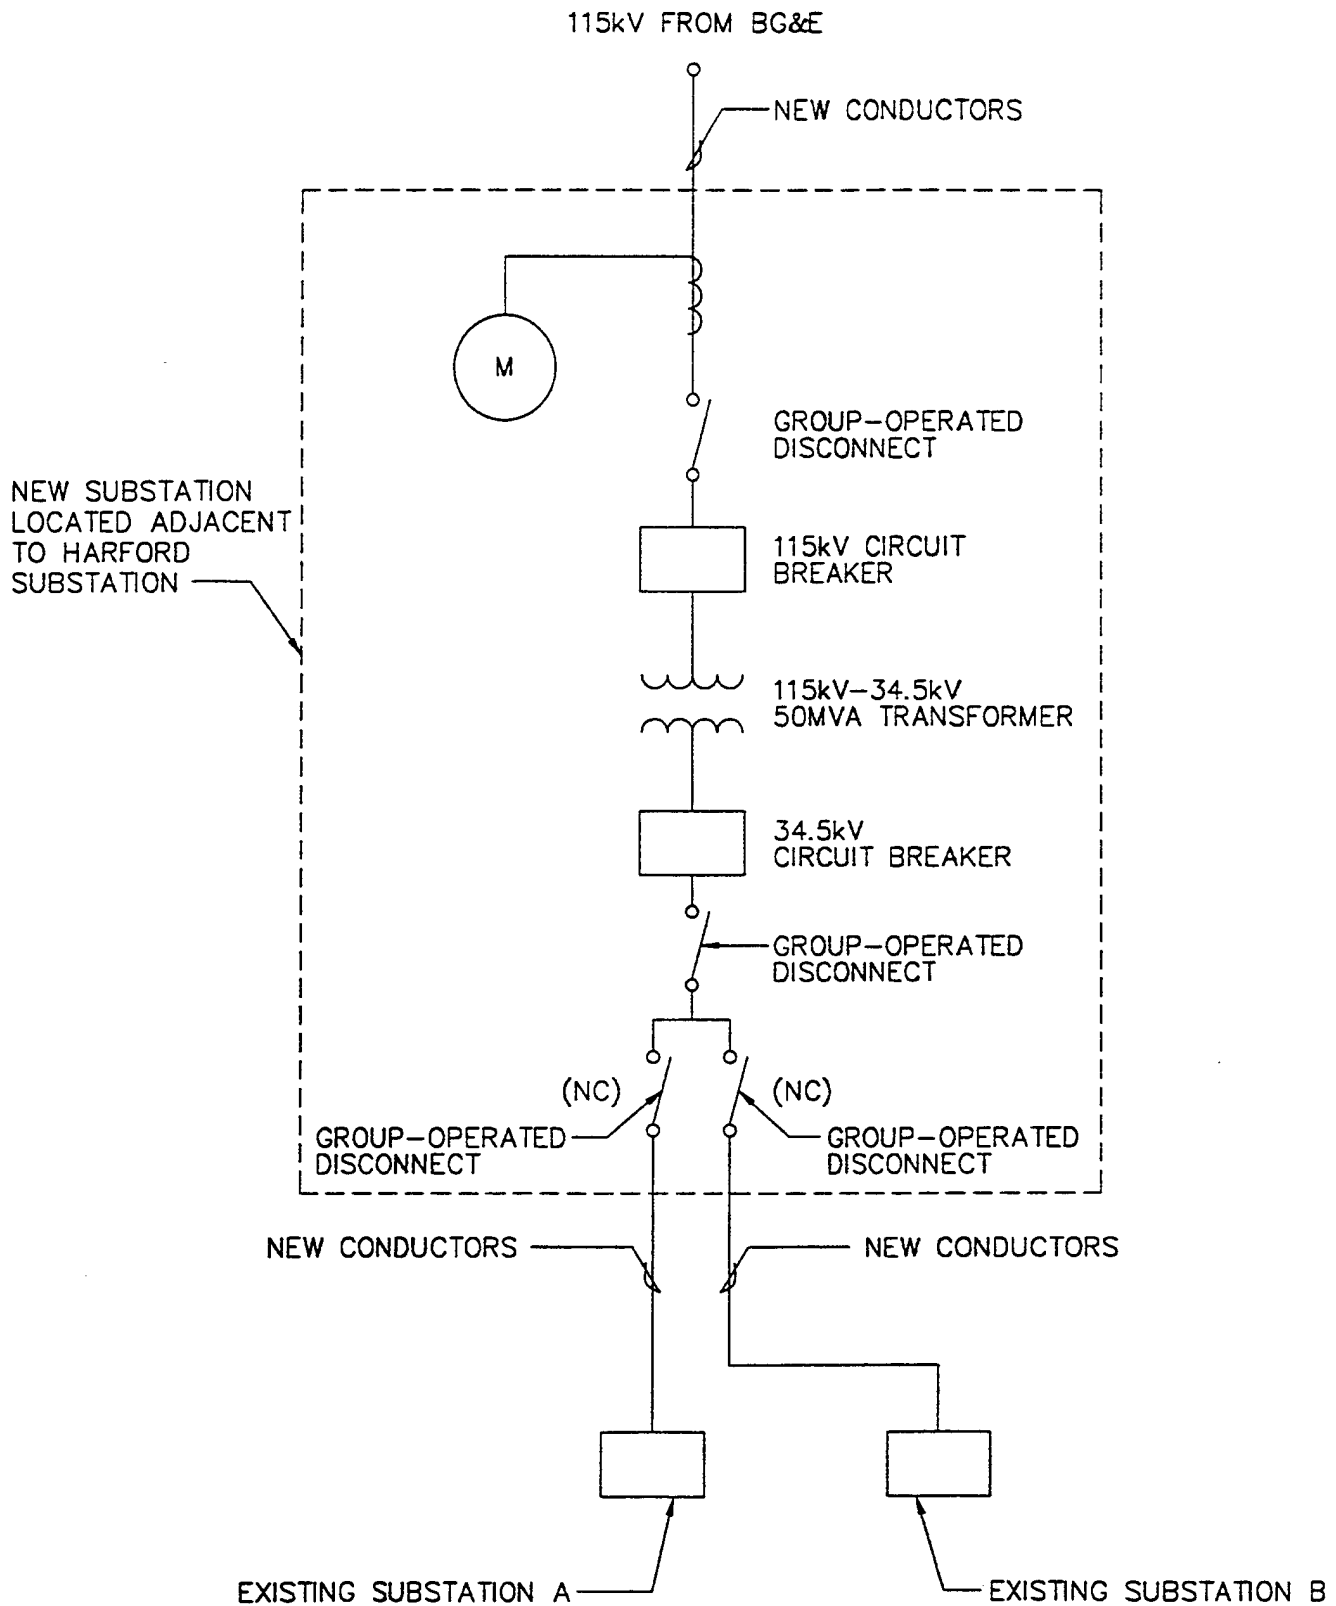 115kV FROM BG&E
NEW CONDUCTORS
M
GROUP-OPERATED
DISCONNECT
NEW SUBSTATION
LOCATED ADJACENT
TO HARFORD
SUBSTATION
115kV CIRCUIT
BREAKER
115kV-34.5kV
50MVA TRANSFORMER
34.5kV
CIRCUIT BREAKER
GROUP-OPERATED
DISCONNECT
(NC)
(NC)
GROUP-OPERATED
DISCONNECT
GROUP-OPERATED
DISCONNECT
NEW CONDUCTORS
NEW CONDUCTORS
EXISTING SUBSTATION A
EXISTING SUBSTATION B